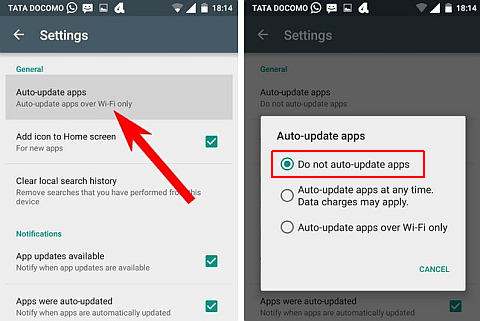 TATA DOCOMO 18:14
Settings
General
Auto-update apps
Auto-update apps over Wi-Fi only
Add icon to Home screen
For new apps
Clear local search history
Remove searches that you have performed from this
device
Notifications
App updates available
Notify when app updates are available
Apps were auto-updated
Notify when apps are automatically updated
TATA DOCOMO 18:14
Settings
General
Auto-update apps
Do not auto-update apps
Auto-update apps
Do not auto-update apps
Auto-update apps at any time.
Data charges may apply.
Auto-update apps over Wi-Fi only
CANCEL
Apps were auto-updated
Notify when apps are automatically updated